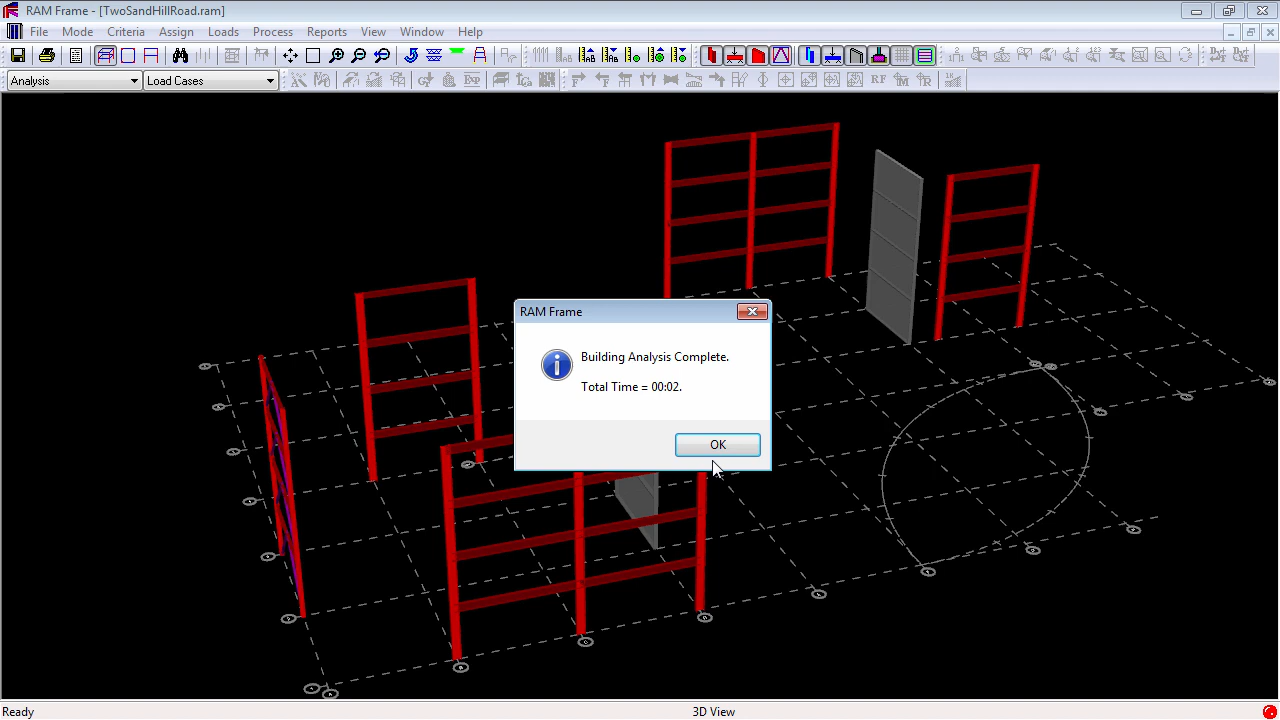 RAM Frame - [TwoSandHillRoad.ram]
File Mode Criteria Assign Loads Process Reports View Window Help
Analysis Load Cases RF
RAM Frame
Building Analysis Complete.
Total Time = 00:02.
OK
Ready 3D View